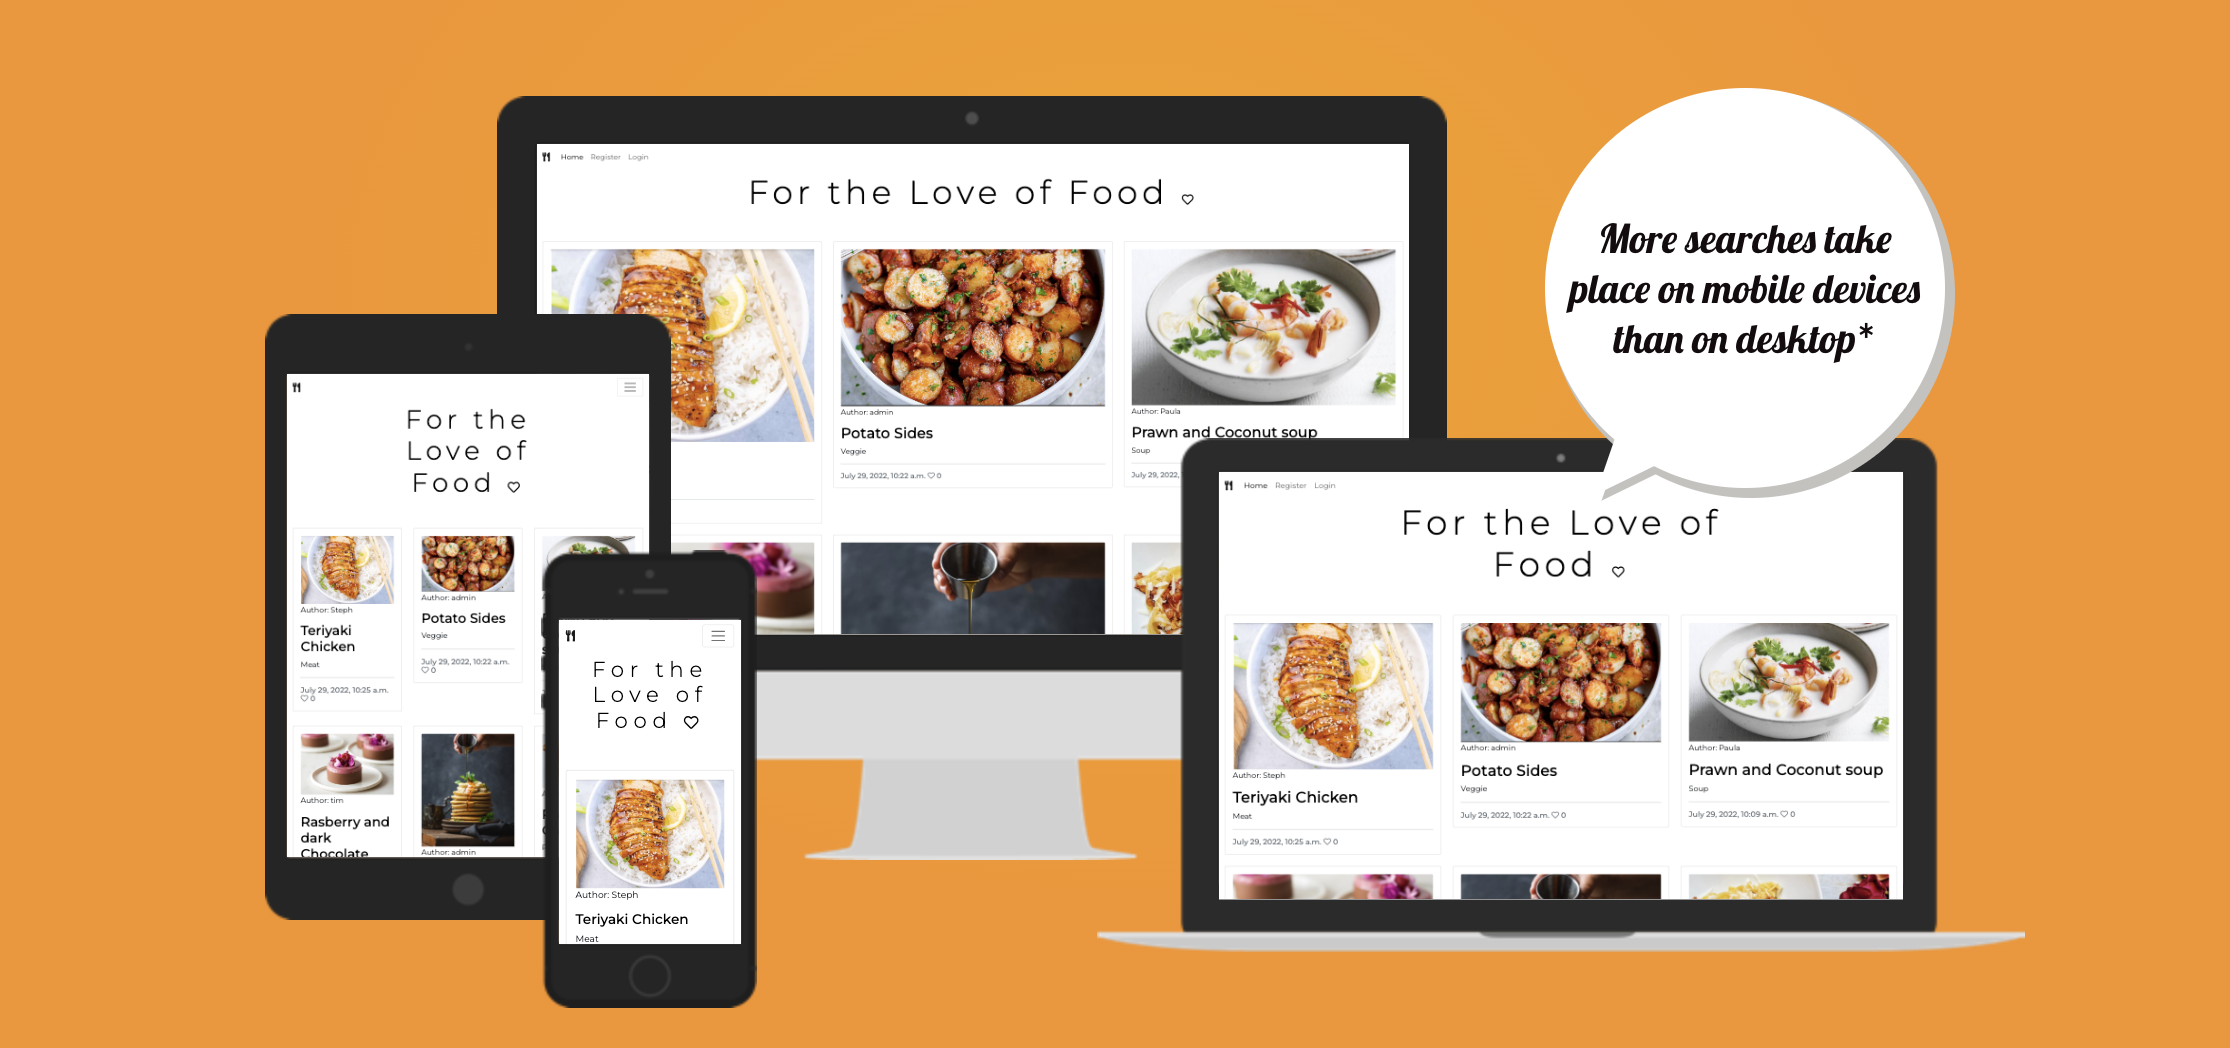 Home Register Login
For the Love of Food
Author: admin
Potato Sides
Veggie
July 29, 2022, 10:22 a.m. 0
Author: Paula
Prawn and Coconut soup
Soup
July 29, 2022,
More searches take
place on mobile devices
than on desktop*
For the
Love of
Food
Author: Steph
Teriyaki
Chicken
Meat
July 29, 2022, 10:25 a.m.
0
Author: admin
Potato Sides
Veggie
July 29, 2022, 10:22 a.m.
0
Author: tim
Rasberry and
dark
Chocolate
Author: admin
For the
Love of
Food
Author: Steph
Teriyaki Chicken
Meat
Home Register Login
For the Love of
Food
Author: Steph
Teriyaki Chicken
Meat
July 29, 2022, 10:25 a.m. 0
Author: admin
Potato Sides
Veggie
July 29, 2022, 10:22 a.m. 0
Author: Paula
Prawn and Coconut soup
Soup
July 29, 2022, 10:09 a.m. 0